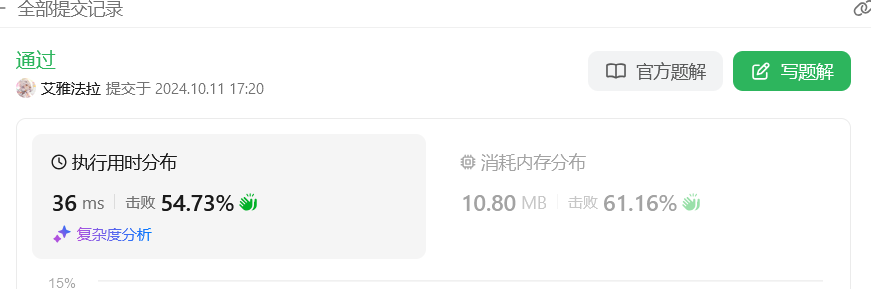 全部提交记录
通过
艾雅法拉 提交于 2024.10.11 17:20
官方题解
写题解
执行用时分布
36 ms 击败 54.73%
复杂度分析
消耗内存分布
10.80 MB 击败 61.16%
15%